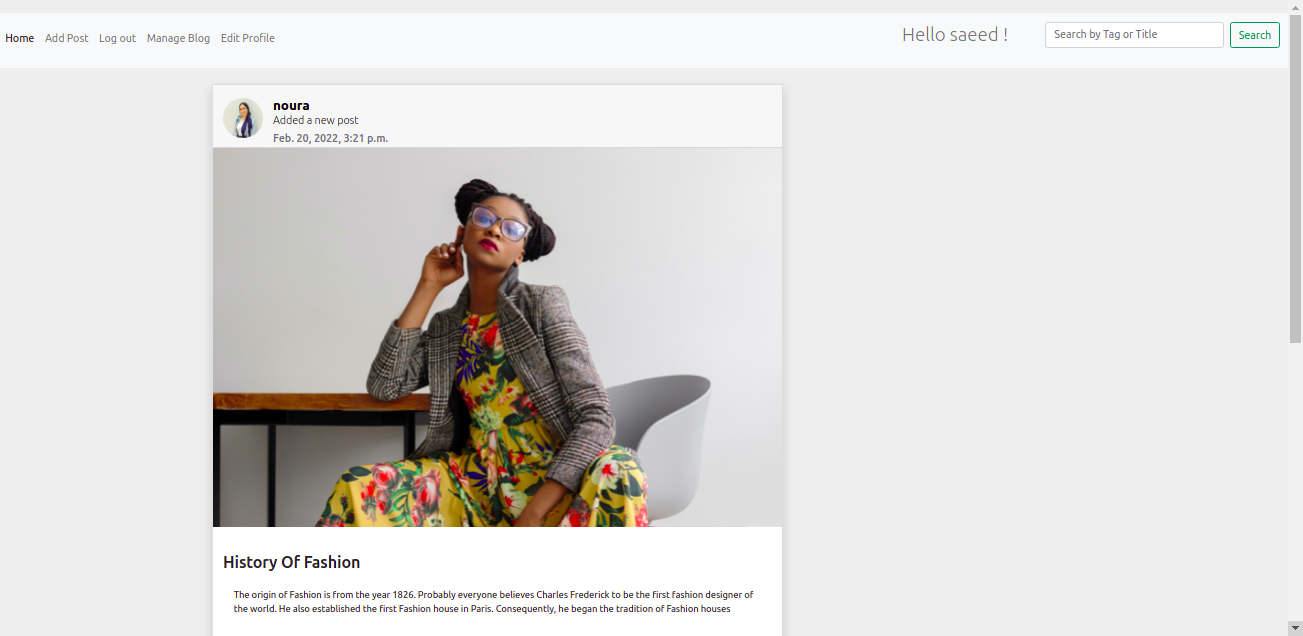 Home Add Post Log out Manage Blog Edit Profile Hello saeed ! Search by Tag or Title Search
noura
Added a new post
Feb. 20, 2022, 3:21 p.m.
History Of Fashion
The origin of Fashion is from the year 1826. Probably everyone believes Charles Frederick to be the first fashion designer of
the world. He also established the first Fashion house in Paris. Consequently, he began the tradition of Fashion houses